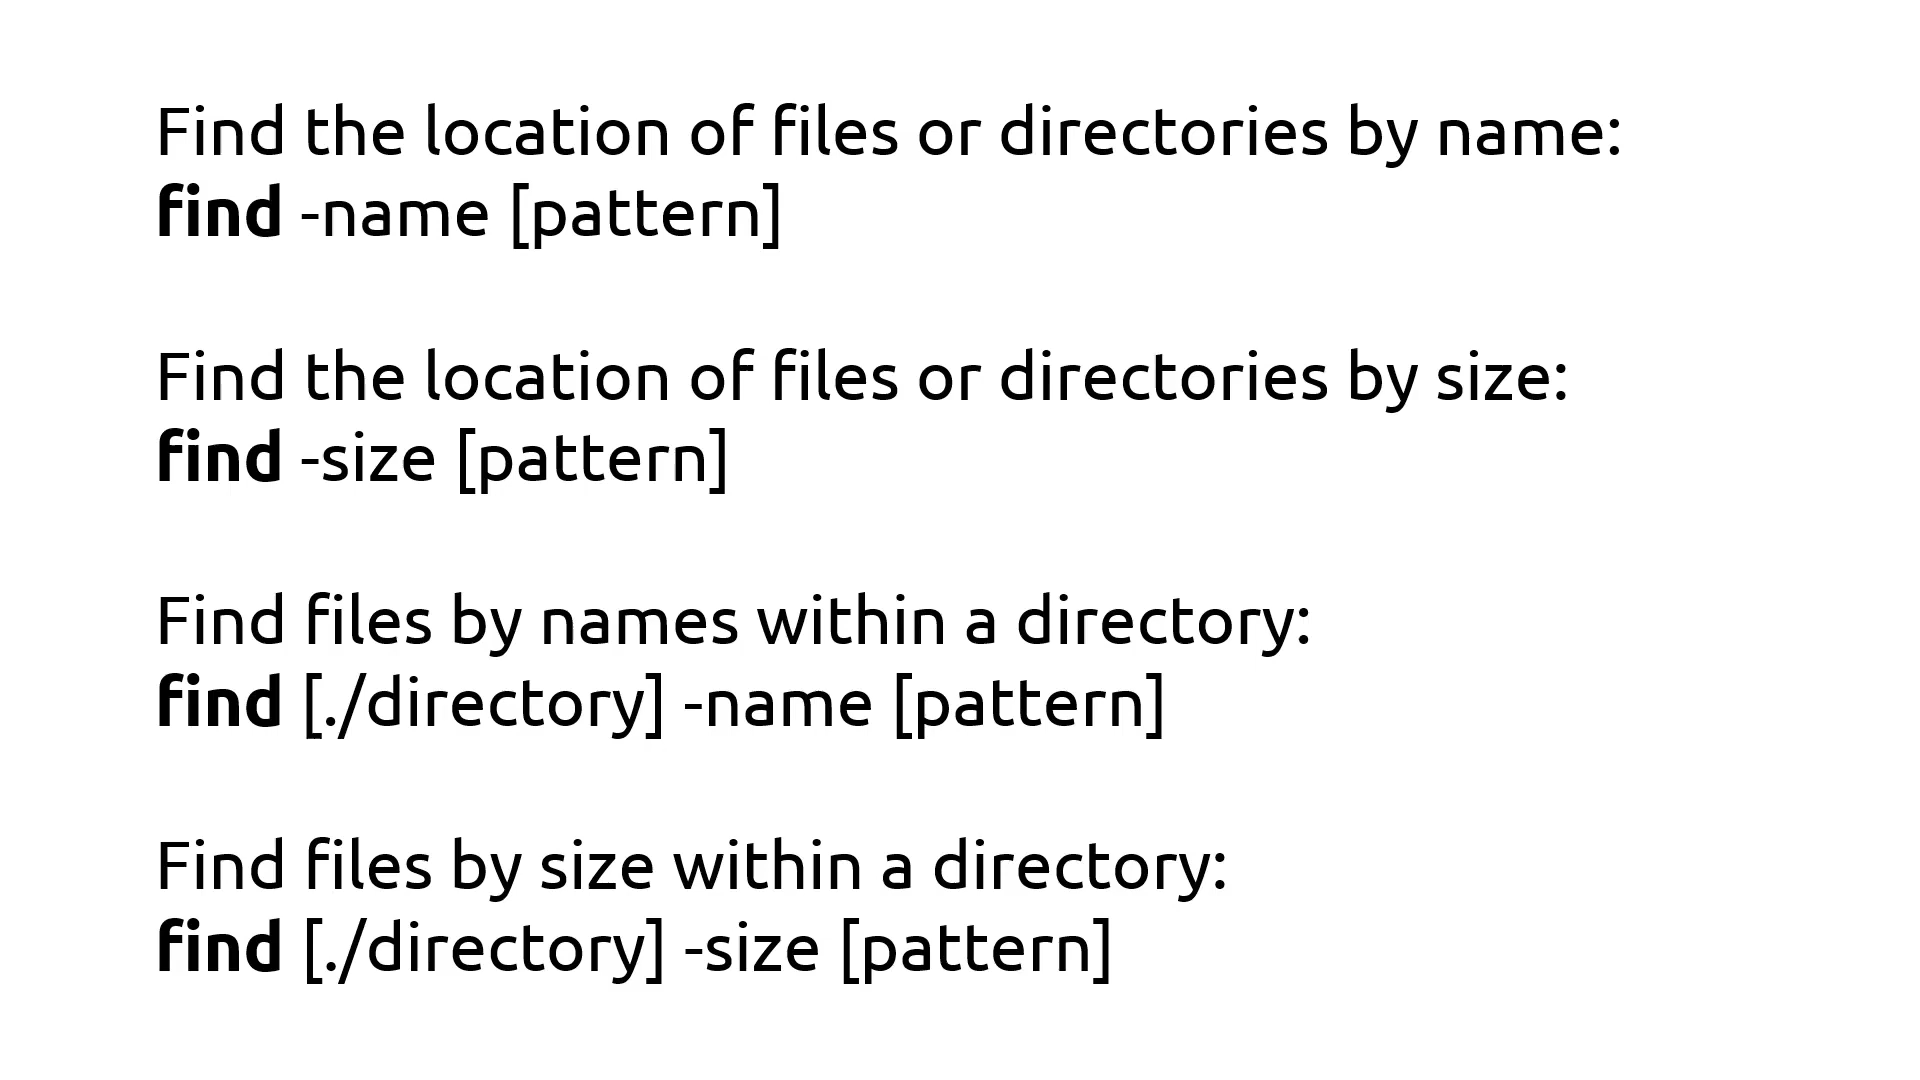 Find the location of files or directories by name:
find -name [pattern]
Find the location of files or directories by size:
find -size [pattern]
Find files by names within a directory:
find [./directory] -name [pattern]
Find files by size within a directory:
find [./directory] -size [pattern]